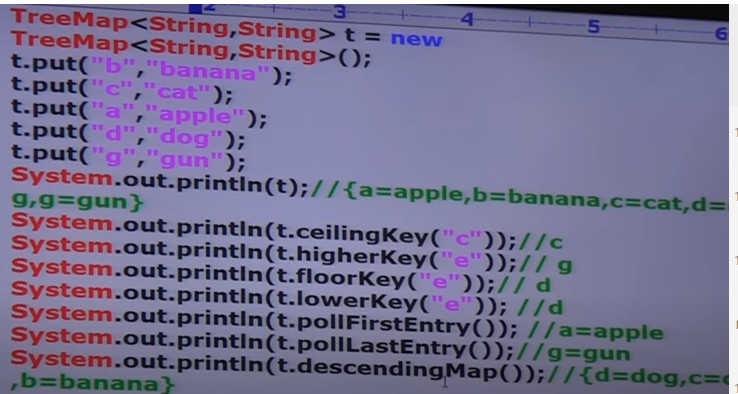 2 3 4 5 6
TreeMap<String,String> t = new
TreeMap<String,String>();
t.put("b","banana");
t.put("c","cat");
t.put("a","apple");
t.put("d","dog");
t.put("g","gun");
System.out.println(t);//{a=apple,b=banana,c=cat,d=
g,g=gun}
System.out.println(t.ceilingKey("c"));//c
System.out.println(t.higherKey("e"));// g
System.out.println(t.floorKey("e"));// d
System.out.println(t.lowerKey("e")); //d
System.out.println(t.pollFirstEntry()); //a=apple
System.out.println(t.pollLastEntry());//g=gun
System.out.println(t.descendingMap());//{d=dog,c=
,b=banana}